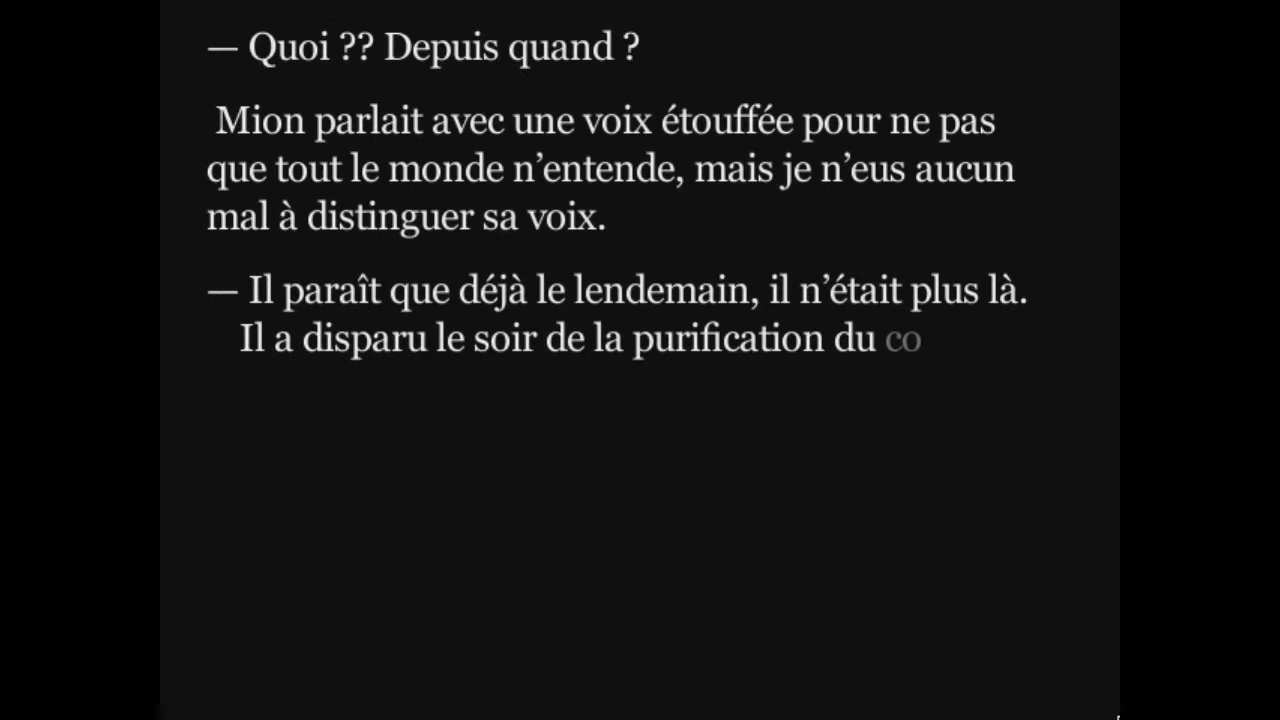 — Quoi ?? Depuis quand ?
Mion parlait avec une voix étouffée pour ne pas
que tout le monde n’entende, mais je n’eus aucun
mal à distinguer sa voix.
— Il paraît que déjà le lendemain, il n’était plus là.
Il a disparu le soir de la purification du co